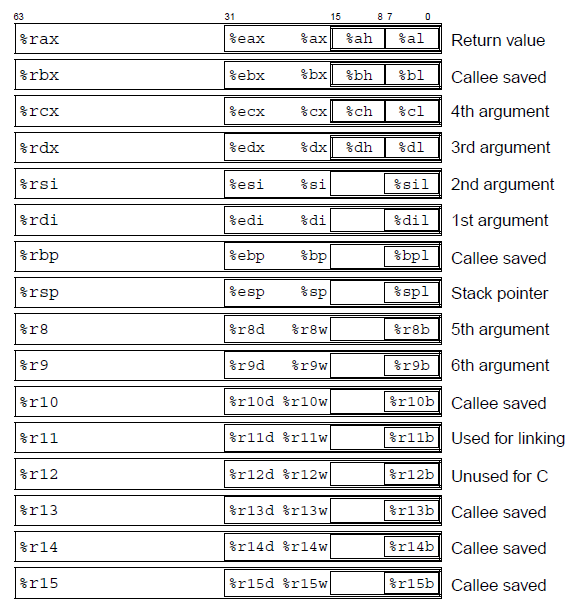 63 31 15 8 7 0
%rax %eax %ax %ah %al Return value
%rbx %ebx %bx %bh %bl Callee saved
%rcx %ecx %cx %ch %cl 4th argument
%rdx %edx %dx %dh %dl 3rd argument
%rsi %esi %si %sil 2nd argument
%rdi %edi %di %dil 1st argument
%rbp %ebp %bp %bpl Callee saved
%rsp %esp %sp %spl Stack pointer
%r8 %r8d %r8w %r8b 5th argument
%r9 %r9d %r9w %r9b 6th argument
%r10 %r10d %r10w %r10b Callee saved
%r11 %r11d %r11w %r11b Used for linking
%r12 %r12d %r12w %r12b Unused for C
%r13 %r13d %r13w %r13b Callee saved
%r14 %r14d %r14w %r14b Callee saved
%r15 %r15d %r15w %r15b Callee saved